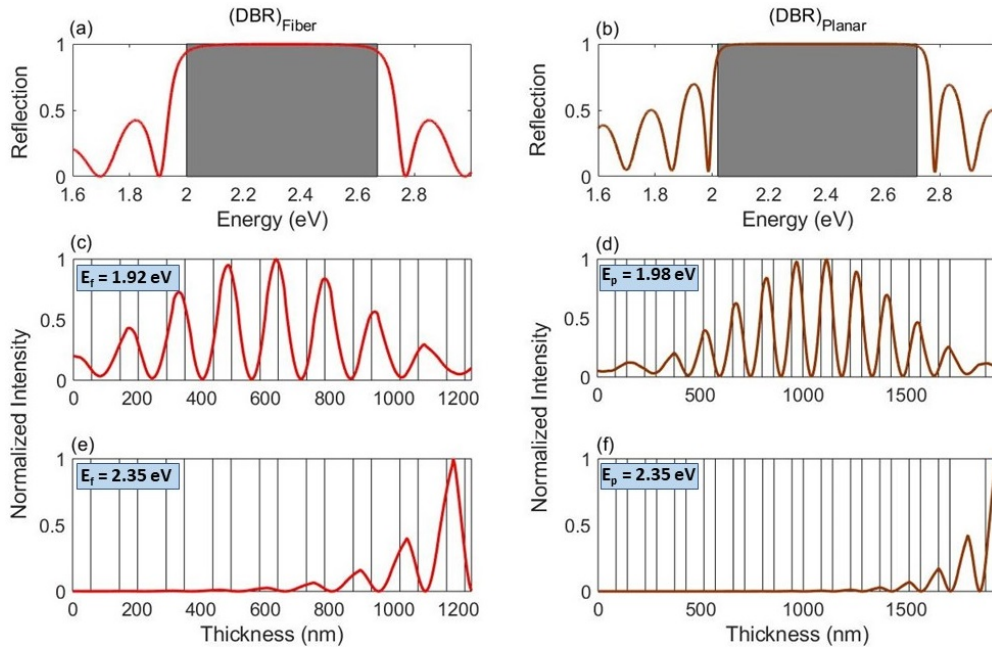 (a) (DBR)Fiber
(b) (DBR)Planar
1
0.5
0
Reflection
1.6 1.8 2 2.2 2.4 2.6 2.8
Energy (eV)
1
0.5
0
Reflection
1.6 1.8 2 2.2 2.4 2.6 2.8
Energy (eV)
(c)
Ef = 1.92 eV
1
0.5
0
0 200 400 600 800 1000 1200
(d)
Ep = 1.98 eV
1
0.5
0
0 500 1000 1500
Normalized Intensity
Normalized Intensity
(e)
Ef = 2.35 eV
1
0.5
0
0 200 400 600 800 1000 1200
Thickness (nm)
(f)
Ep = 2.35 eV
1
0.5
0
0 500 1000 1500
Thickness (nm)